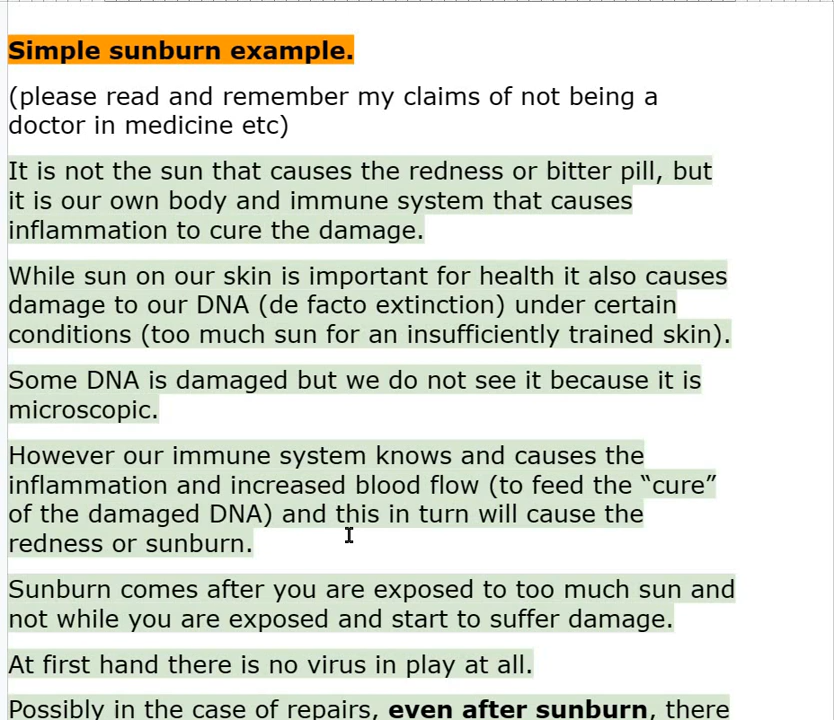 Simple sunburn example.
(please read and remember my claims of not being a
doctor in medicine etc)
It is not the sun that causes the redness or bitter pill, but
it is our own body and immune system that causes
inflammation to cure the damage.
While sun on our skin is important for health it also causes
damage to our DNA (de facto extinction) under certain
conditions (too much sun for an insufficiently trained skin).
Some DNA is damaged but we do not see it because it is
microscopic.
However our immune system knows and causes the
inflammation and increased blood flow (to feed the “cure”
of the damaged DNA) and this in turn will cause the
redness or sunburn.
Sunburn comes after you are exposed to too much sun and
not while you are exposed and start to suffer damage.
At first hand there is no virus in play at all.
Possibly in the case of repairs, even after sunburn, there